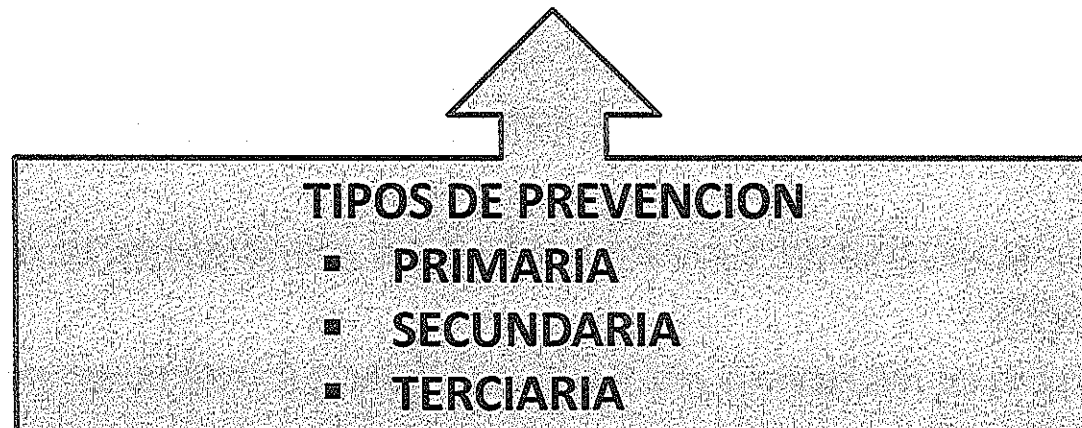 TIPOS DE PREVENCION
▪ PRIMARIA
▪ SECUNDARIA
▪ TERCIARIA